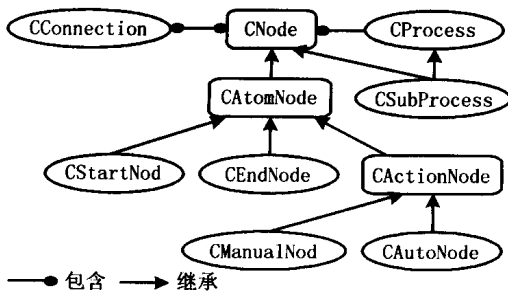 CConnection
CNode
CProcess
CAtomNode
CSubProcess
CStartNod
CEndNode
CActionNode
CManualNod
CAutoNode
包含
继承